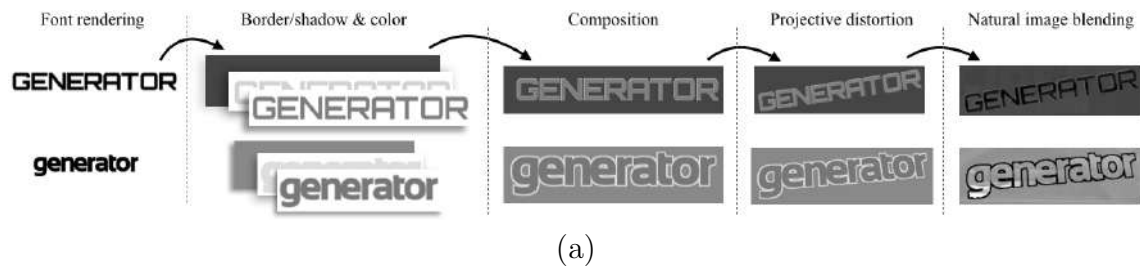 Font rendering Border/shadow & color Composition Projective distortion Natural image blending
GENERATOR GENERATOR GENERATOR GENERATOR GENERATOR
generator generator generator generator generator
(a)